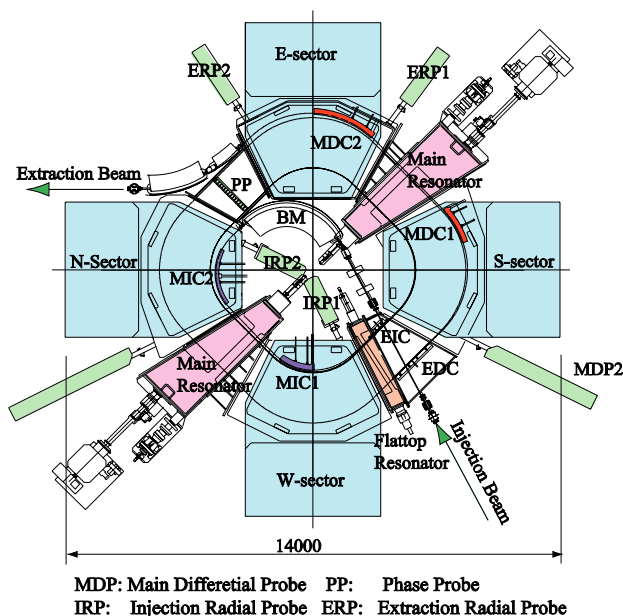 E-sector
ERP2
ERP1
MDC2
Main
Resonator
Extraction Beam
PP
BM
MDC1
N-Sector
S-sector
MIC2
IRP2
IRP1
EIC
Main
Resonator
MIC1
EDC
MDP2
Flattop
Resonator
Injection Beam
W-sector
14000
MDP: Main Differetial Probe PP: Phase Probe
IRP: Injection Radial Probe ERP: Extraction Radial Probe